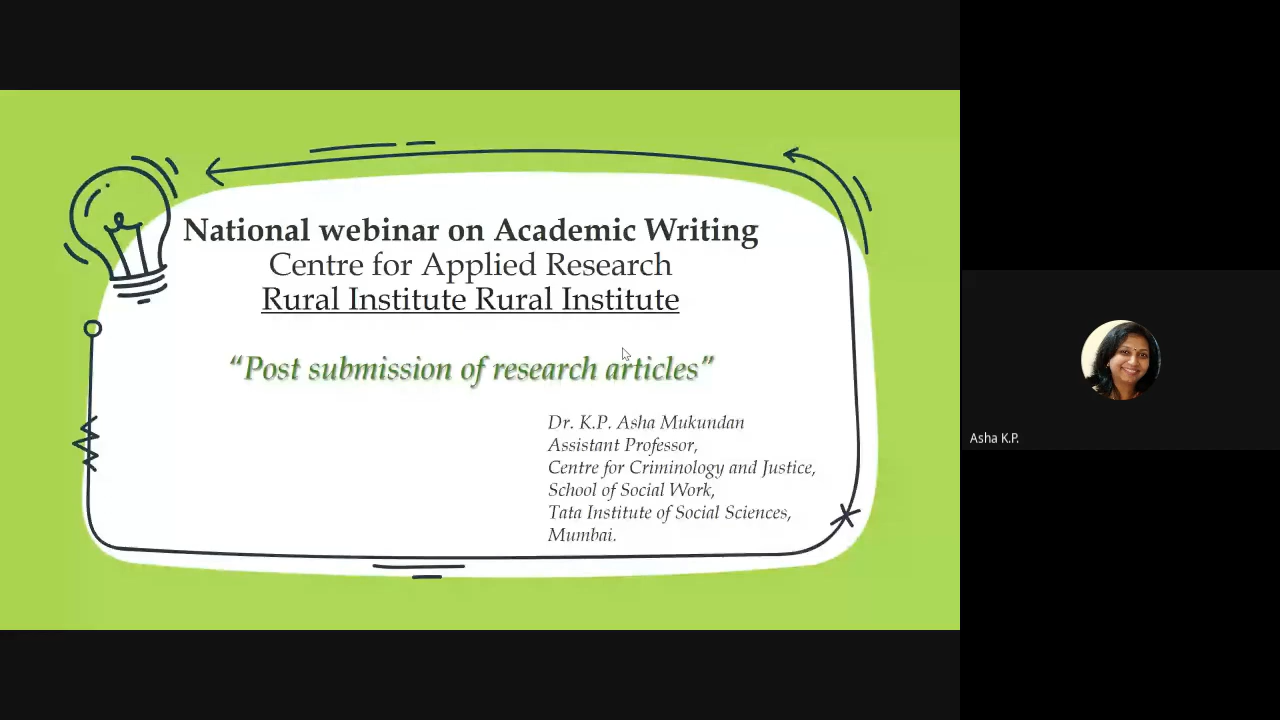 National webinar on Academic Writing
Centre for Applied Research
Rural Institute Rural Institute
“Post submission of research articles”
Dr. K.P. Asha Mukundan
Assistant Professor,
Centre for Criminology and Justice,
School of Social Work,
Tata Institute of Social Sciences,
Mumbai.
Asha K.P.